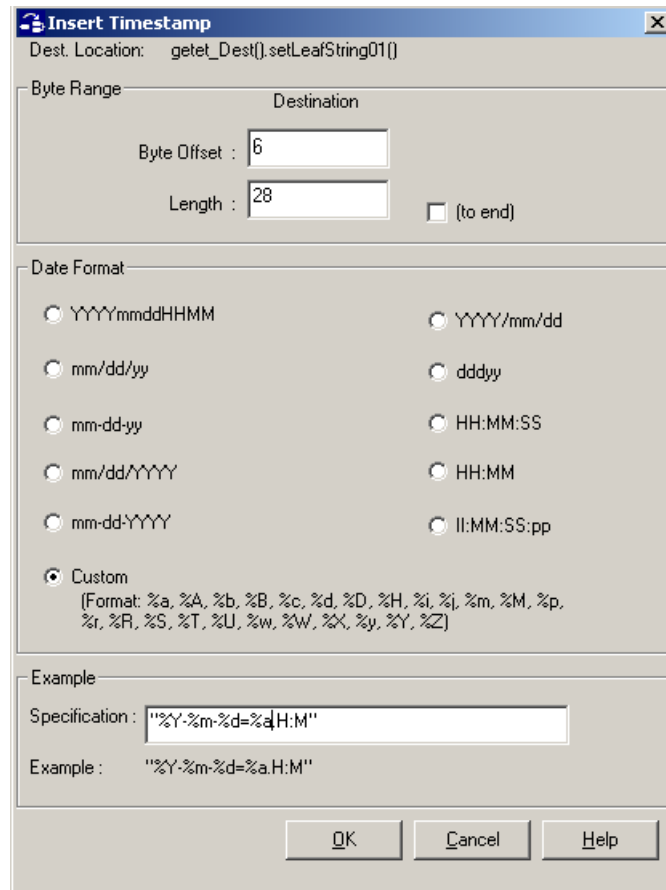 Insert Timestamp
Dest. Location: getet_Dest().setLeafString01()
Byte Range
Destination
Byte Offset : 6
Length : 28 (to end)
Date Format
YYYYmmddHHMM YYYY/mm/dd
mm/dd/yy dddyy
mm-dd-yy HH:MM:SS
mm/dd/YYYY HH:MM
mm-dd-YYYY II:MM:SS:pp
Custom
(Format: %a, %A, %b, %B, %c, %d, %D, %H, %i, %j, %m, %M, %p,
%r, %R, %S, %T, %U, %w, %W, %X, %y, %Y, %Z)
Example
Specification : "%Y-%m-%d=%a.H:M"
Example : "%Y-%m-%d=%a.H:M"
OK Cancel Help